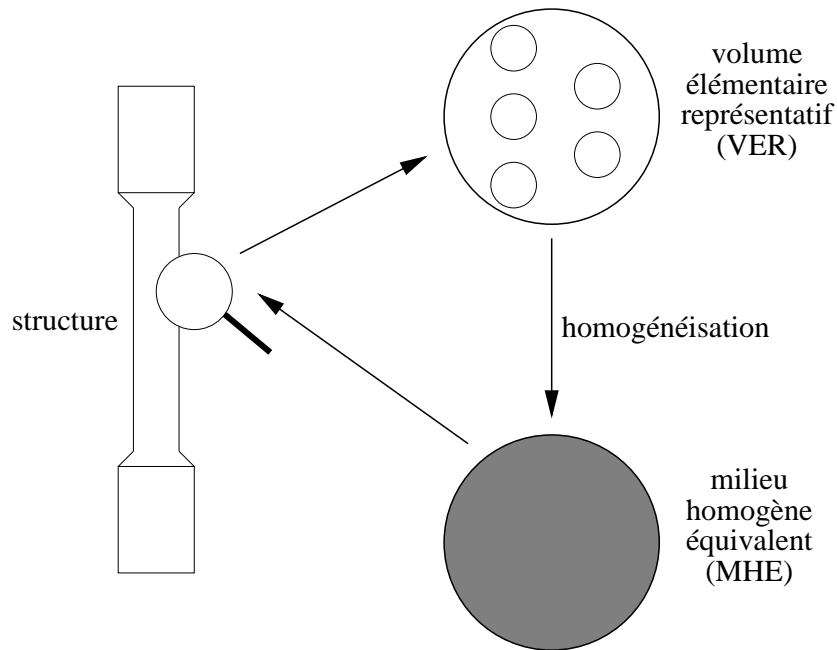 volume
élémentaire
représentatif
(VER)
structure
homogénéisation
milieu
homogène
équivalent
(MHE)